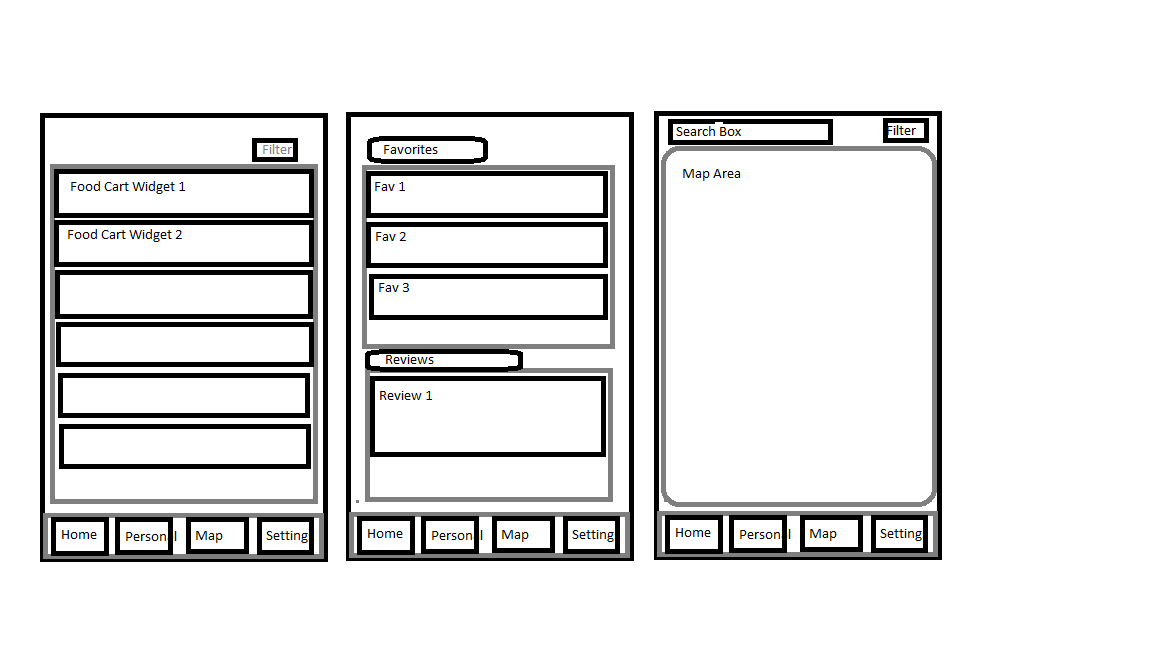 Filter
Food Cart Widget 1
Food Cart Widget 2
Home
Personal
Map
Setting
Favorites
Fav 1
Fav 2
Fav 3
Reviews
Review 1
Home
Personal
Map
Setting
Search Box
Filter
Map Area
Home
Personal
Map
Setting